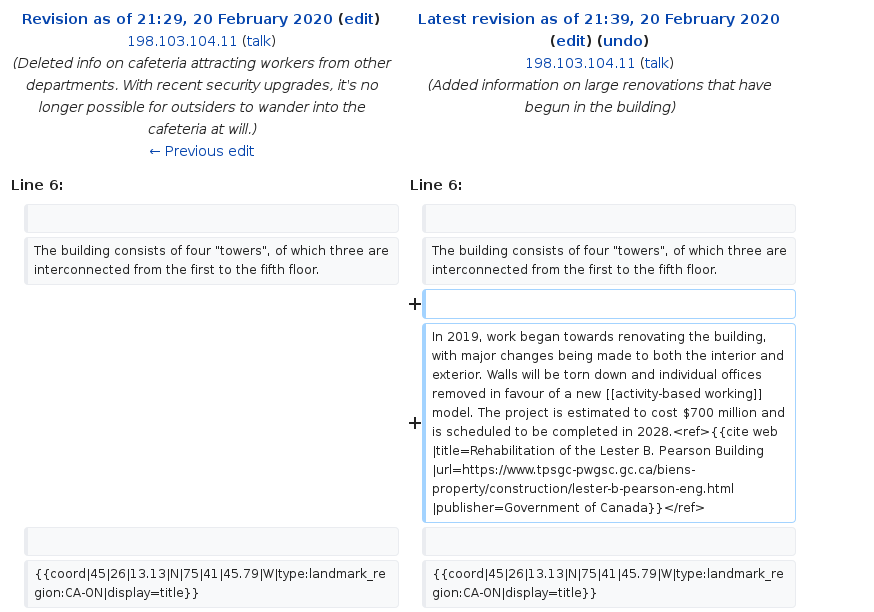 Revision as of 21:29, 20 February 2020 (edit)
198.103.104.11 (talk)
(Deleted info on cafeteria attracting workers from other
departments. With recent security upgrades, it's no
longer possible for outsiders to wander into the
cafeteria at will.)
← Previous edit
Latest revision as of 21:39, 20 February 2020
(edit) (undo)
198.103.104.11 (talk)
(Added information on large renovations that have
begun in the building)
Line 6:
Line 6:
The building consists of four "towers", of which three are
interconnected from the first to the fifth floor.
The building consists of four "towers", of which three are
interconnected from the first to the fifth floor.
+
+
In 2019, work began towards renovating the building,
with major changes being made to both the interior and
exterior. Walls will be torn down and individual offices
removed in favour of a new [[activity-based working]]
model. The project is estimated to cost $700 million and
is scheduled to be completed in 2028.<ref>{{cite web
|title=Rehabilitation of the Lester B. Pearson Building
|url=https://www.tpsgc-pwgsc.gc.ca/biens-
property/construction/lester-b-pearson-eng.html
|publisher=Government of Canada}}</ref>
{{coord|45|26|13.13|N|75|41|45.79|W|type:landmark_re
gion:CA-ON|display=title}}
{{coord|45|26|13.13|N|75|41|45.79|W|type:landmark_re
gion:CA-ON|display=title}}